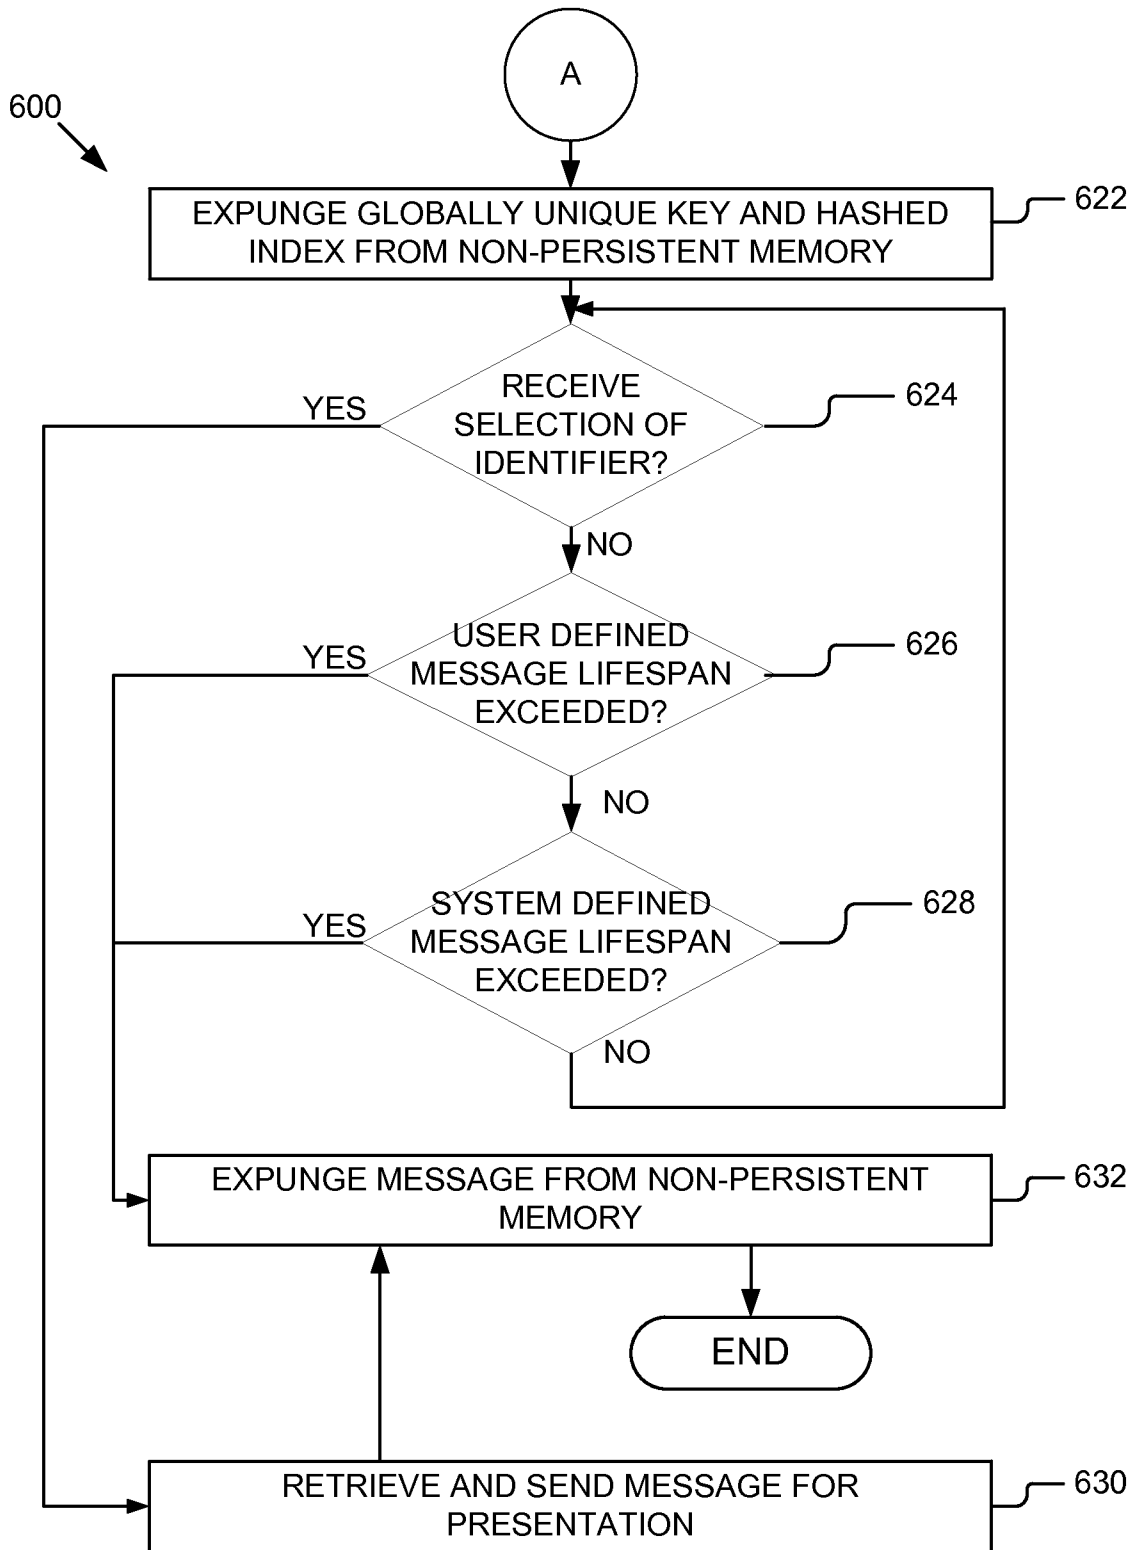 A
600
EXPUNGE GLOBALLY UNIQUE KEY AND HASHED
INDEX FROM NON-PERSISTENT MEMORY
622
RECEIVE
SELECTION OF
IDENTIFIER?
YES
624
NO
USER DEFINED
MESSAGE LIFESPAN
EXCEEDED?
YES
626
NO
SYSTEM DEFINED
MESSAGE LIFESPAN
EXCEEDED?
YES
628
NO
EXPUNGE MESSAGE FROM NON-PERSISTENT
MEMORY
632
END
RETRIEVE AND SEND MESSAGE FOR
PRESENTATION
630